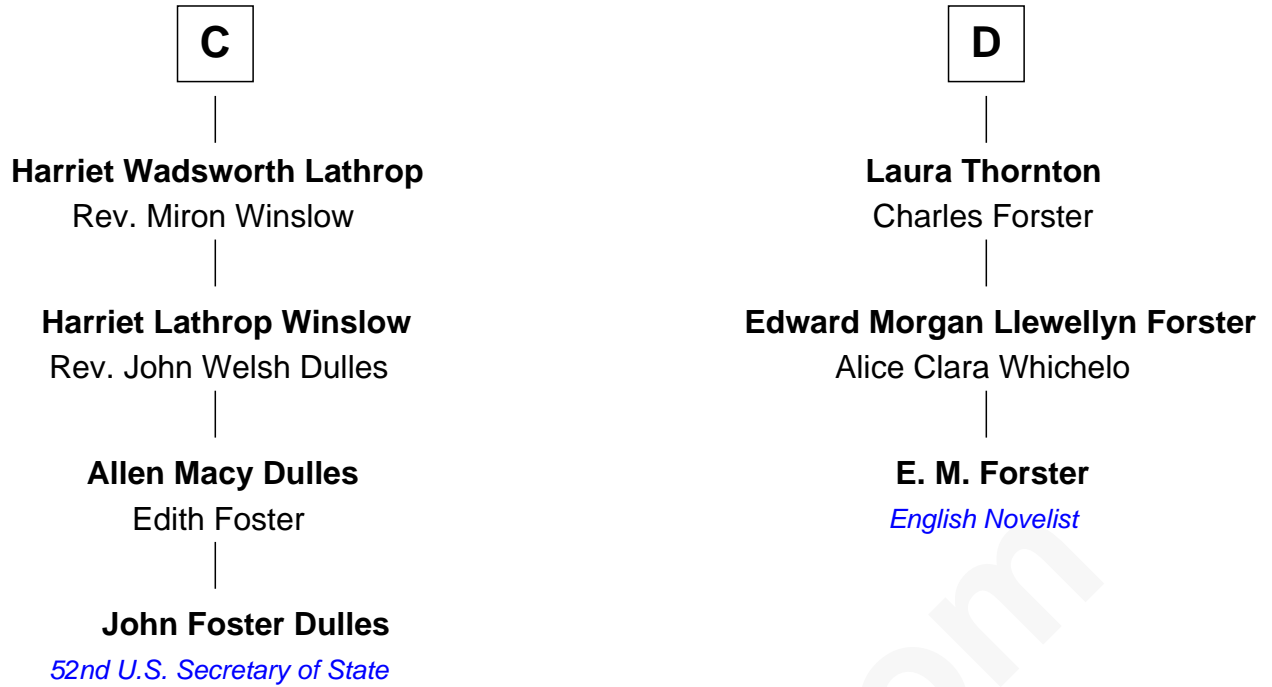 C
Harriet Wadsworth Lathrop
Rev. Miron Winslow
Harriet Lathrop Winslow
Rev. John Welsh Dulles
Allen Macy Dulles
Edith Foster
John Foster Dulles
52nd U.S. Secretary of State
D
Laura Thornton
Charles Forster
Edward Morgan Llewellyn Forster
Alice Clara Whichelo
E. M. Forster
English Novelist